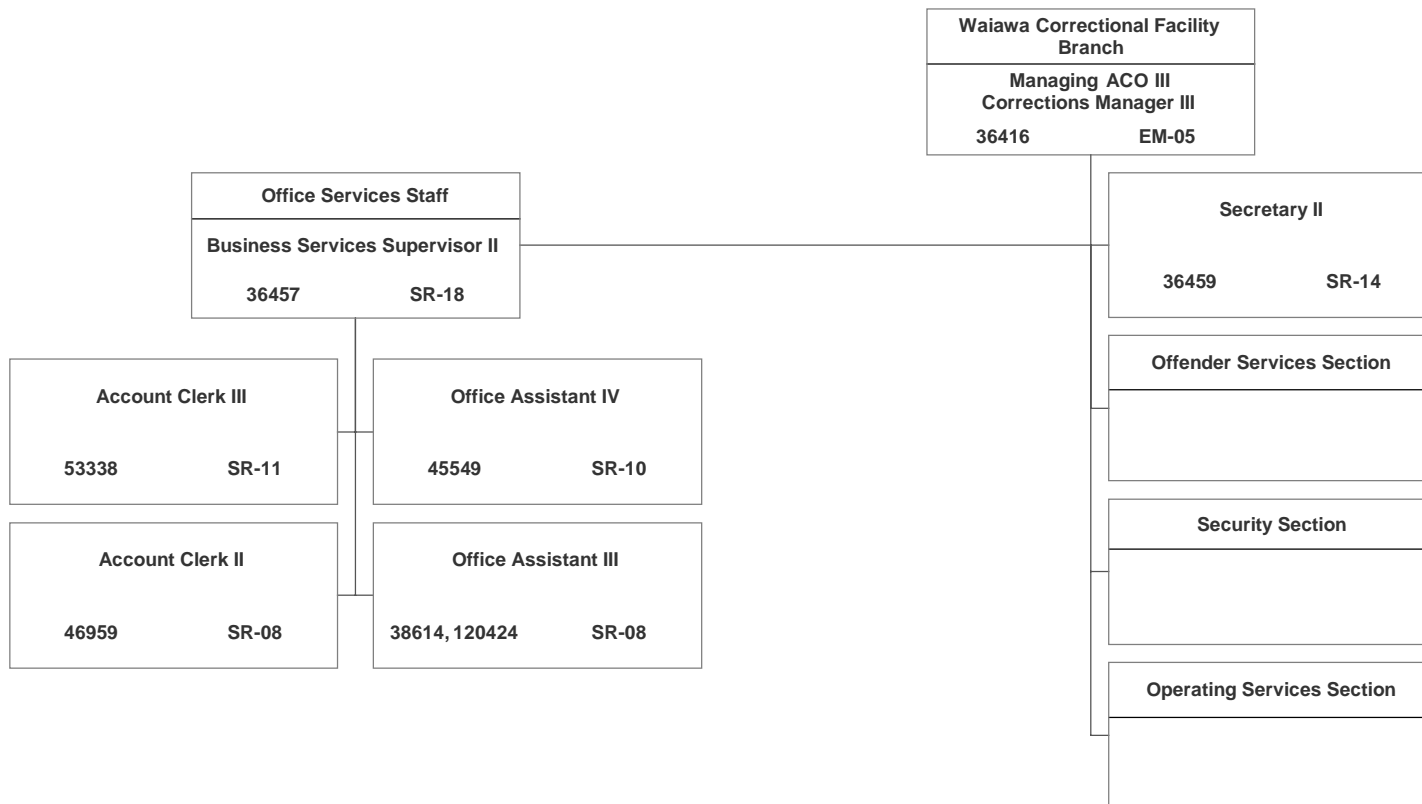 Waiawa Correctional Facility
Branch
Managing ACO III
Corrections Manager III
36416 EM-05
Office Services Staff
Business Services Supervisor II
36457 SR-18
Secretary II
36459 SR-14
Account Clerk III
53338 SR-11
Office Assistant IV
45549 SR-10
Account Clerk II
46959 SR-08
Office Assistant III
38614, 120424 SR-08
Offender Services Section
Security Section
Operating Services Section